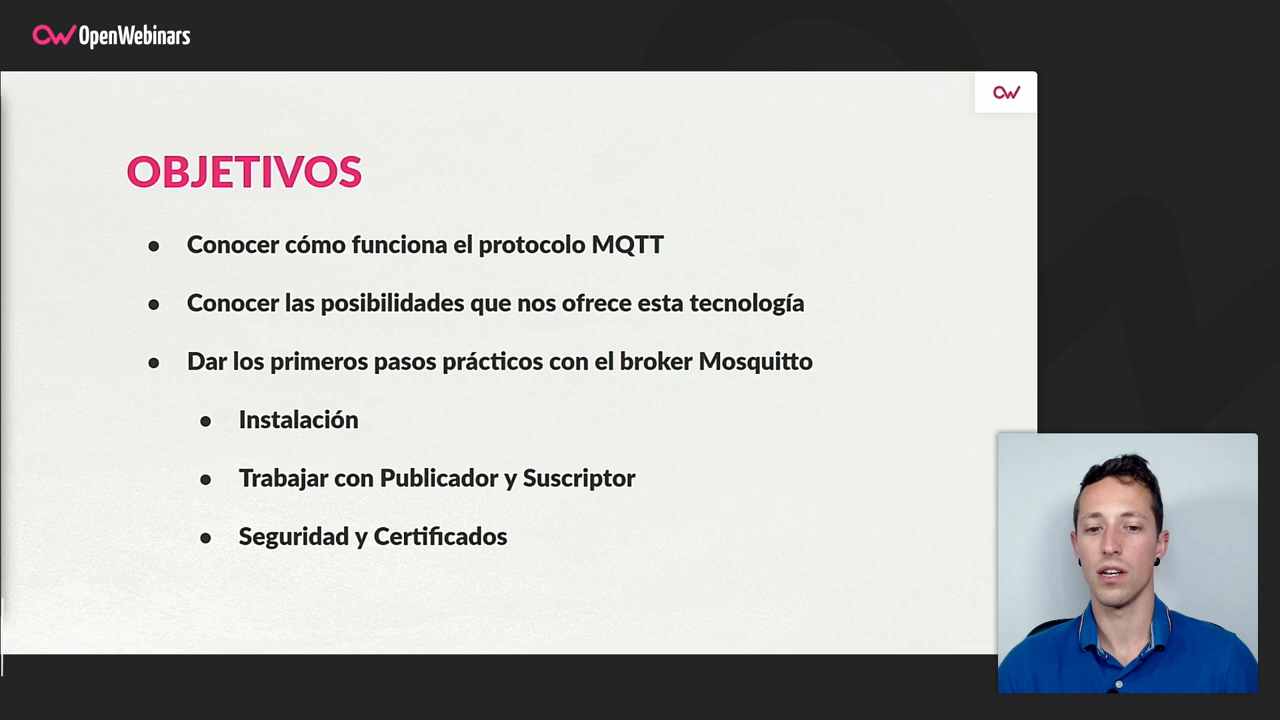 OpenWebinars
OBJETIVOS
● Conocer cómo funciona el protocolo MQTT
● Conocer las posibilidades que nos ofrece esta tecnología
● Dar los primeros pasos prácticos con el broker Mosquitto
● Instalación
● Trabajar con Publicador y Suscriptor
● Seguridad y Certificados